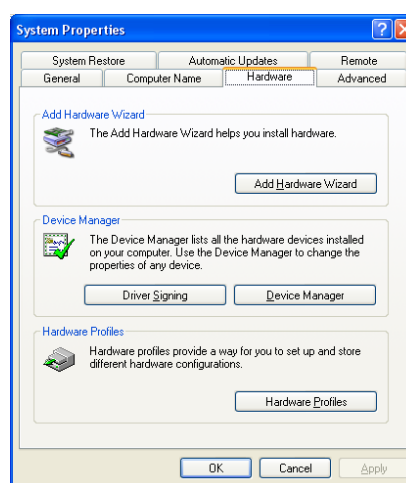 System Properties
System Restore Automatic Updates Remote
General Computer Name Hardware Advanced
Add Hardware Wizard
The Add Hardware Wizard helps you install hardware.
Add Hardware Wizard
Device Manager
The Device Manager lists all the hardware devices installed
on your computer. Use the Device Manager to change the
properties of any device.
Driver Signing Device Manager
Hardware Profiles
Hardware profiles provide a way for you to set up and store
different hardware configurations.
Hardware Profiles
OK Cancel Apply